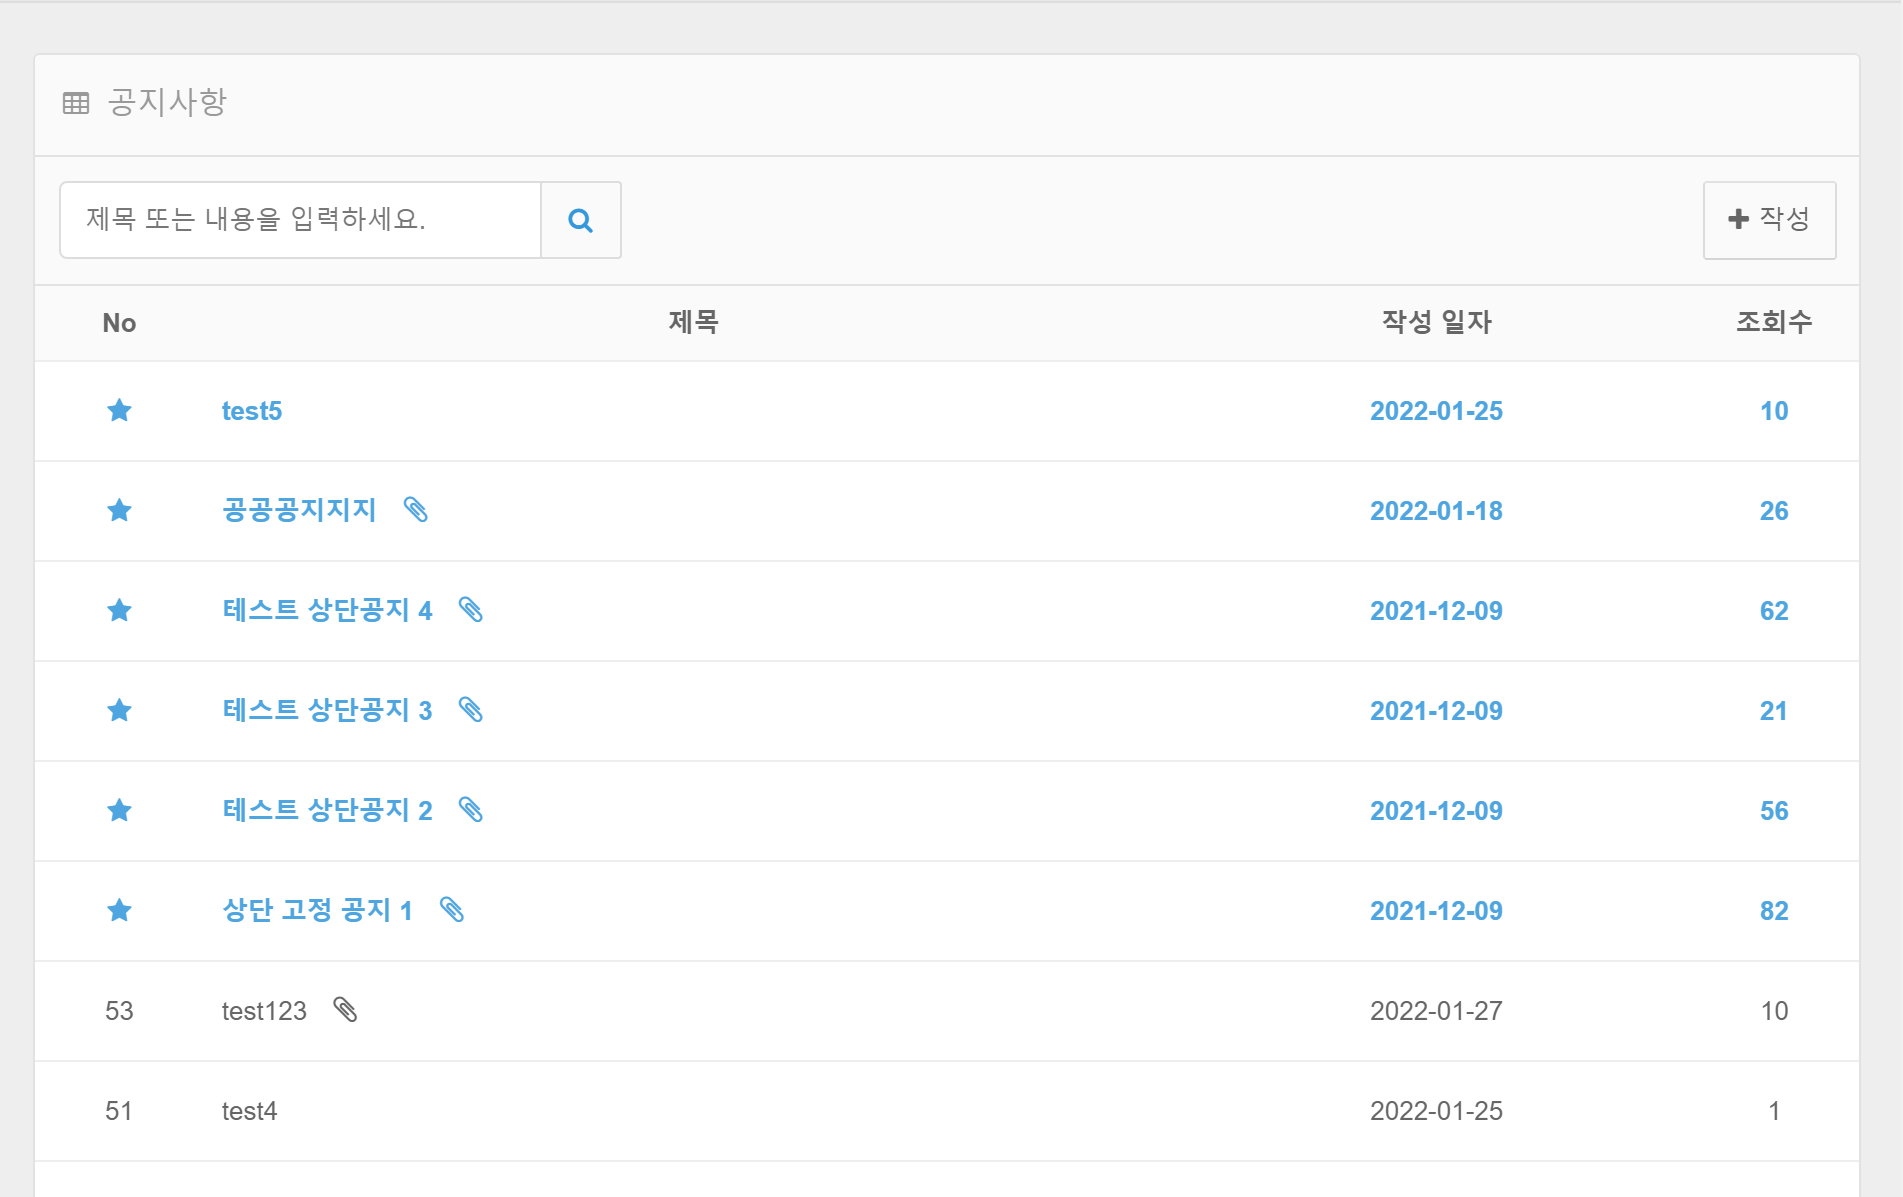 공지사항
제목 또는 내용을 입력하세요.
작성
No 제목 작성 일자 조회수
test5 2022-01-25 10
공공공지지지 2022-01-18 26
테스트 상단공지 4 2021-12-09 62
테스트 상단공지 3 2021-12-09 21
테스트 상단공지 2 2021-12-09 56
상단 고정 공지 1 2021-12-09 82
53 test123 2022-01-27 10
51 test4 2022-01-25 1